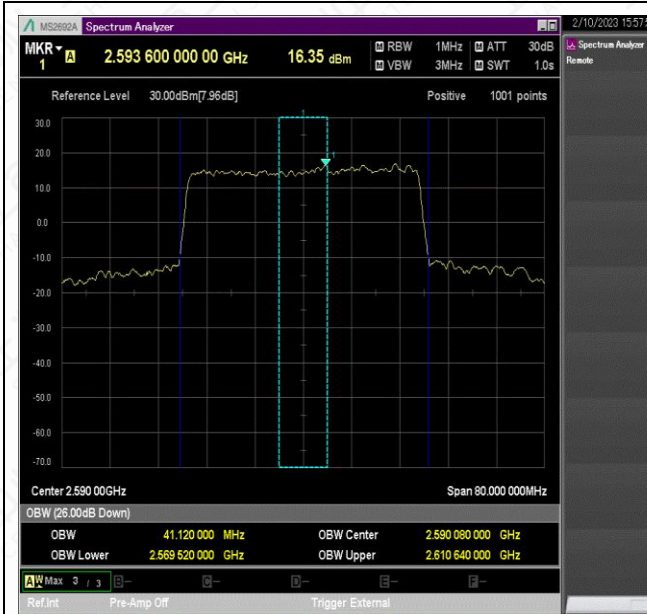 MS2692A Spectrum Analyzer 2/10/2023 15:57:
MKR 1 A 2.593 600 000 00 GHz 16.35 dBm M RBW 1MHz M ATT 30dB
M VBW 3MHz M SWT 1.0s
Spectrum Analyzer
Remote
Reference Level 30.00dBm[7.96dB] Positive 1001 points
30.0
20.0
1
10.0
0.0
-10.0
-20.0
-30.0
-40.0
-50.0
-60.0
-70.0
Center 2.590 00GHz Span 80.000 000MHz
OBW (26.00dB Down)
OBW 41.120 000 MHz OBW Center 2.590 080 000 GHz
OBW Lower 2.569 520 000 GHz OBW Upper 2.610 640 000 GHz
A W Max 3 / 3 B- C- D- E- F-
Ref.Int Pre-Amp Off Trigger External